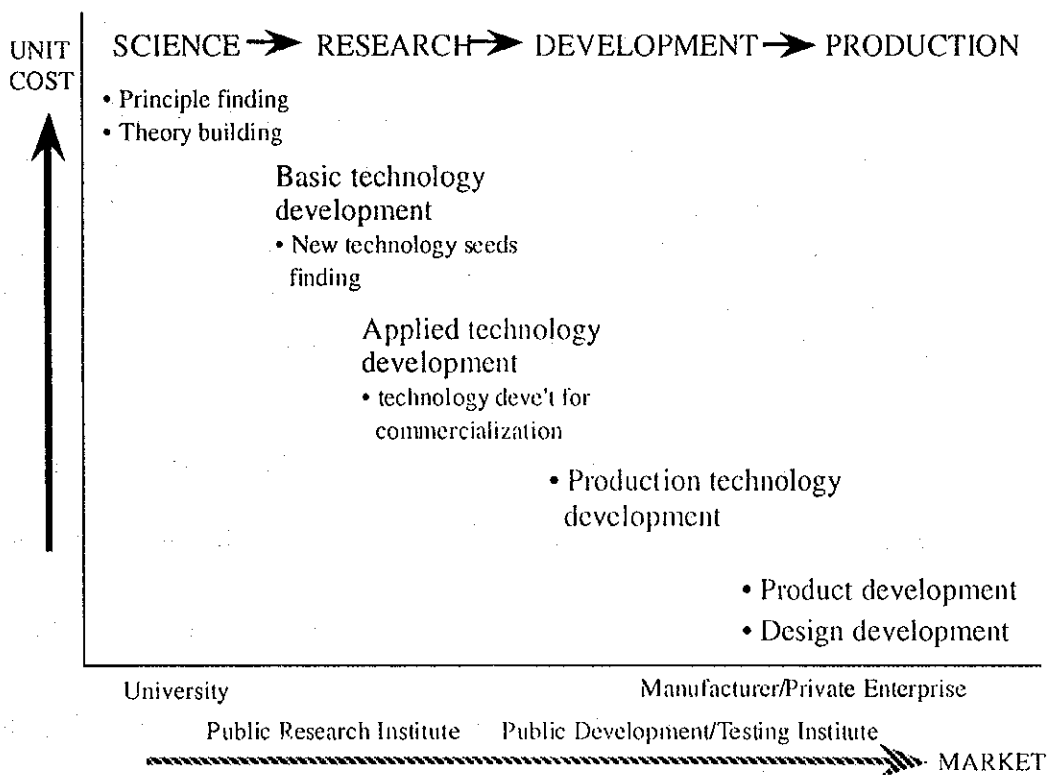 UNIT
COST
SCIENCE → RESEARCH → DEVELOPMENT → PRODUCTION
• Principle finding
• Theory building
Basic technology
development
• New technology seeds
finding
Applied technology
development
• technology deve't for
commercialization
• Production technology
development
• Product development
• Design development
University
Manufacturer/Private Enterprise
Public Research Institute
Public Development/Testing Institute
MARKET